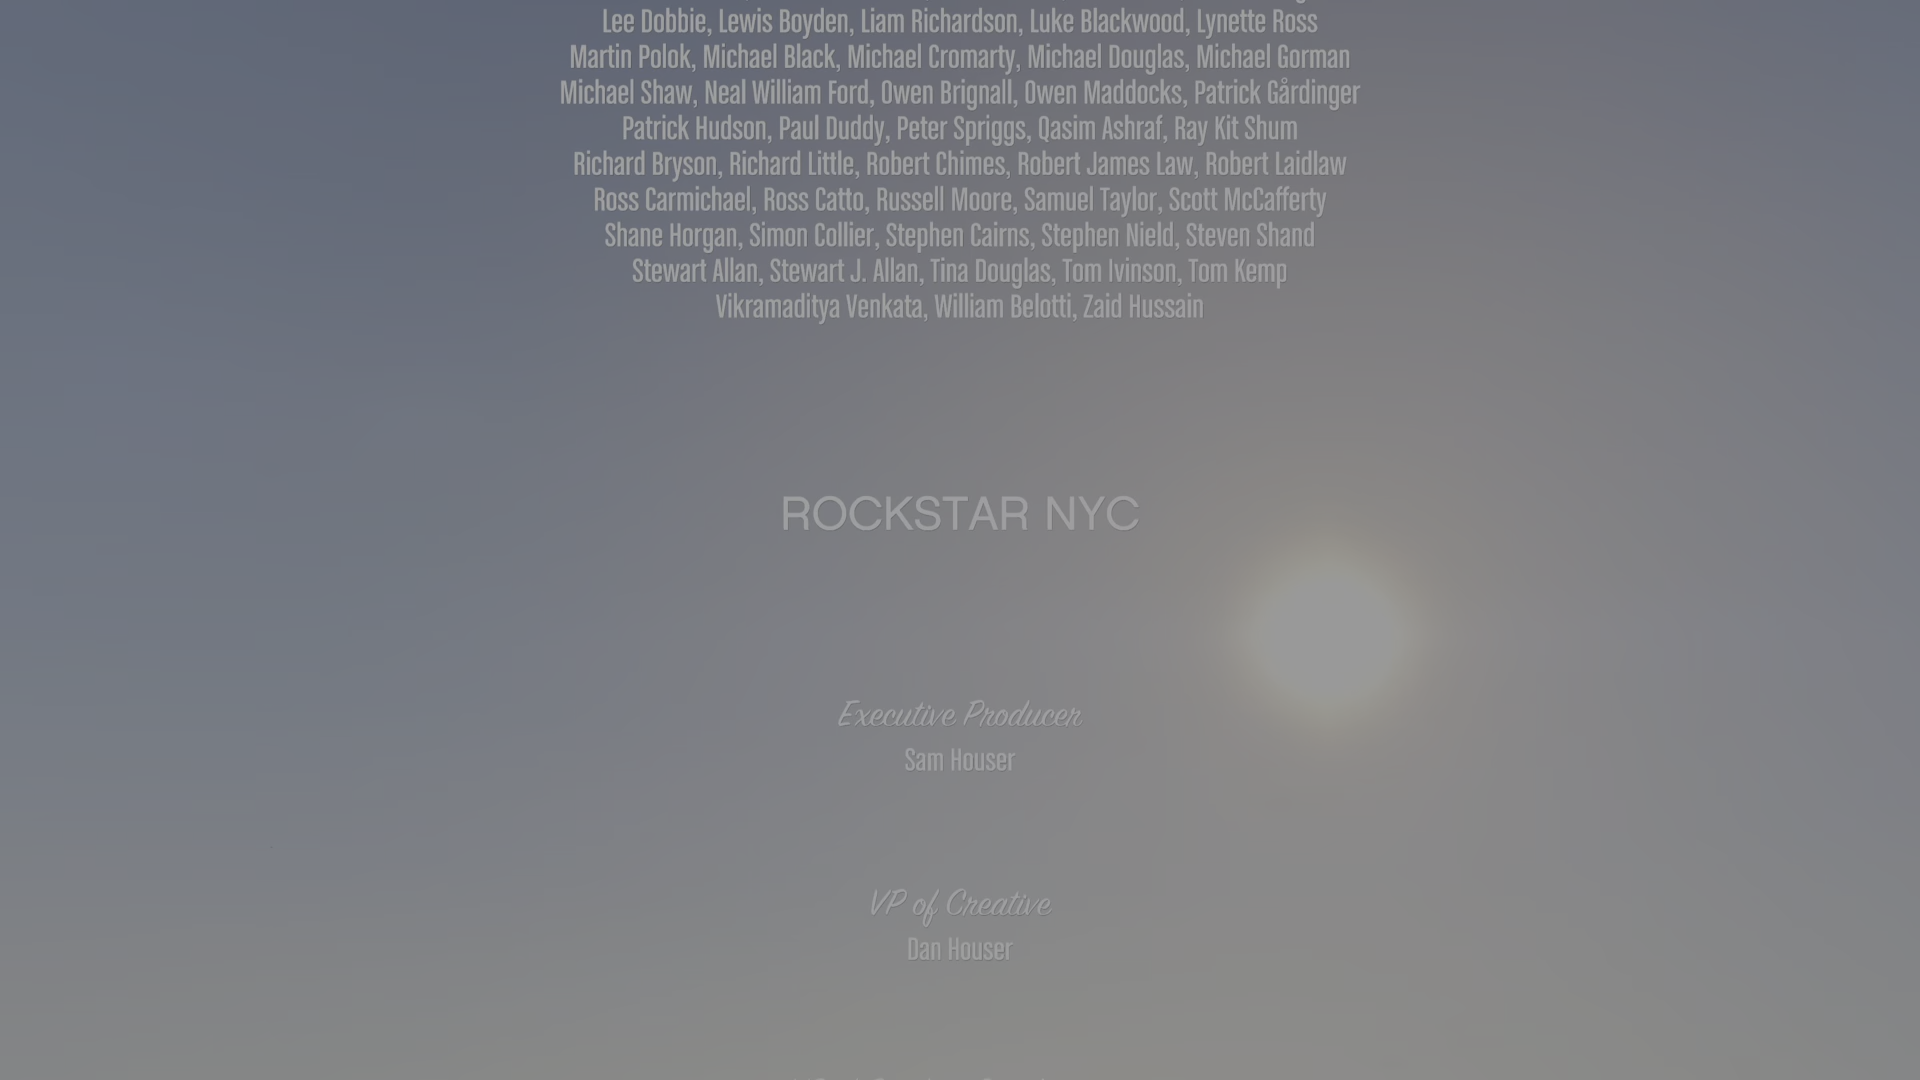 Lee Dobbie, Lewis Boyden, Liam Richardson, Luke Blackwood, Lynette Ross
Martin Polok, Michael Black, Michael Cromarty, Michael Douglas, Michael Gorman
Michael Shaw, Neal William Ford, Owen Brignall, Owen Maddocks, Patrick Gårdinger
Patrick Hudson, Paul Duddy, Peter Spriggs, Qasim Ashraf, Ray Kit Shum
Richard Bryson, Richard Little, Robert Chimes, Robert James Law, Robert Laidlaw
Ross Carmichael, Ross Catto, Russell Moore, Samuel Taylor, Scott McCafferty
Shane Horgan, Simon Collier, Stephen Cairns, Stephen Nield, Steven Shand
Stewart Allan, Stewart J. Allan, Tina Douglas, Tom Ivinson, Tom Kemp
Vikramaditya Venkata, William Belotti, Zaid Hussain
ROCKSTAR NYC
Executive Producer
Sam Houser
VP of Creative
Dan Houser